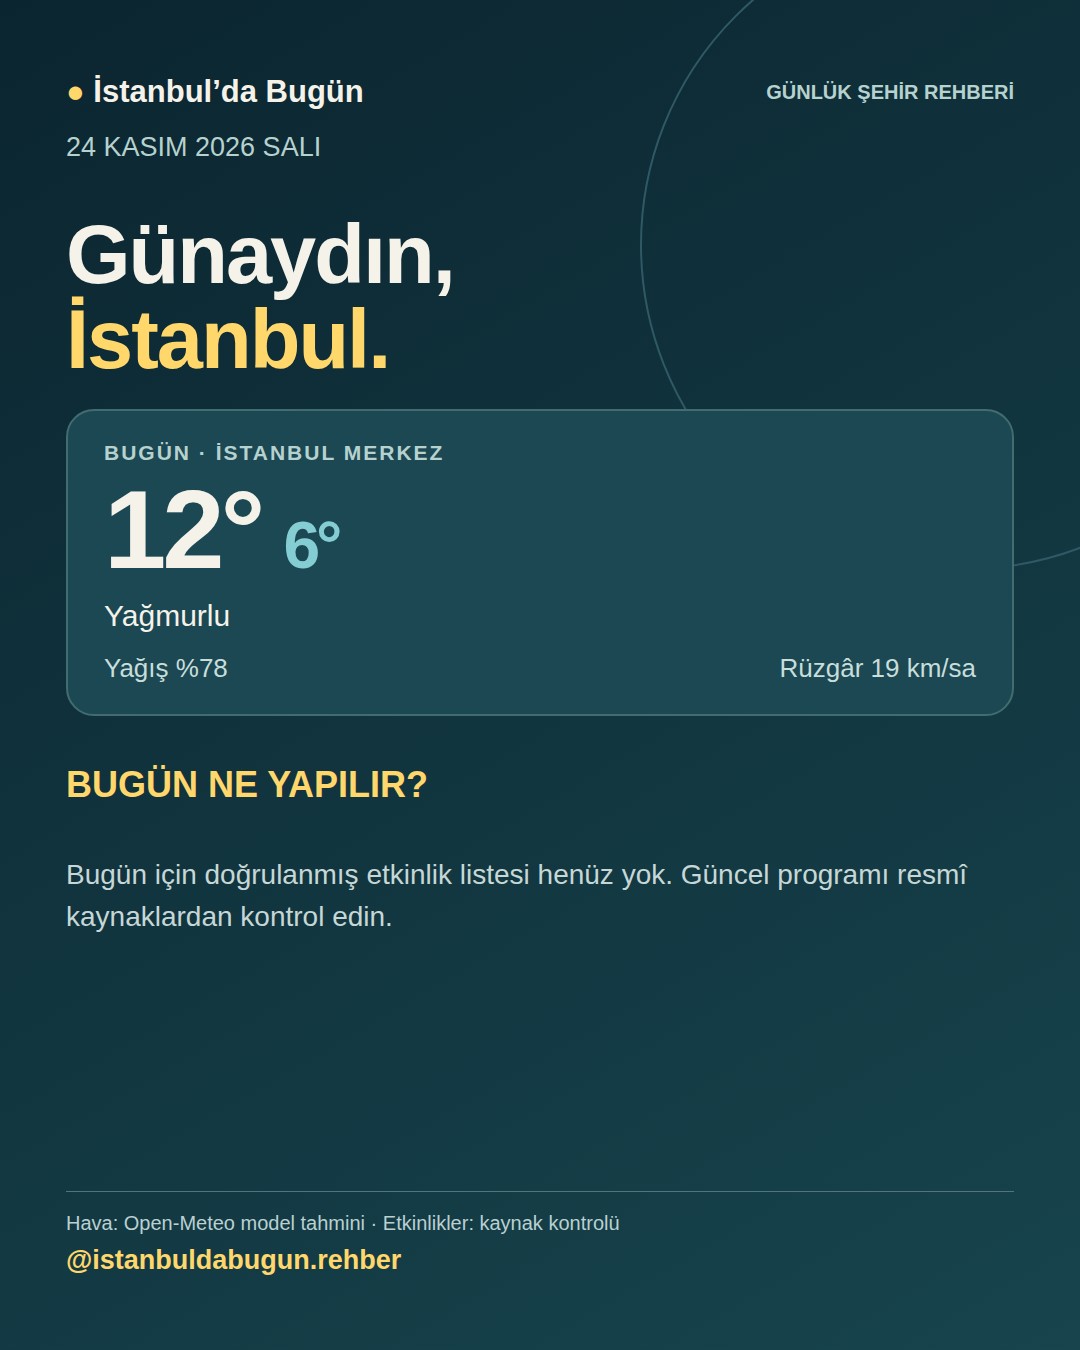 ● İstanbul’da Bugün
GÜNLÜK ŞEHİR REHBERİ
24 KASIM 2026 SALI
Günaydın,
İstanbul.
BUGÜN · İSTANBUL MERKEZ
12° 6°
Yağmurlu
Yağış %78
Rüzgâr 19 km/sa
BUGÜN NE YAPILIR?
Bugün için doğrulanmış etkinlik listesi henüz yok. Güncel programı resmî
kaynaklardan kontrol edin.
Hava: Open-Meteo model tahmini · Etkinlikler: kaynak kontrolü
@istanbuldabugun.rehber